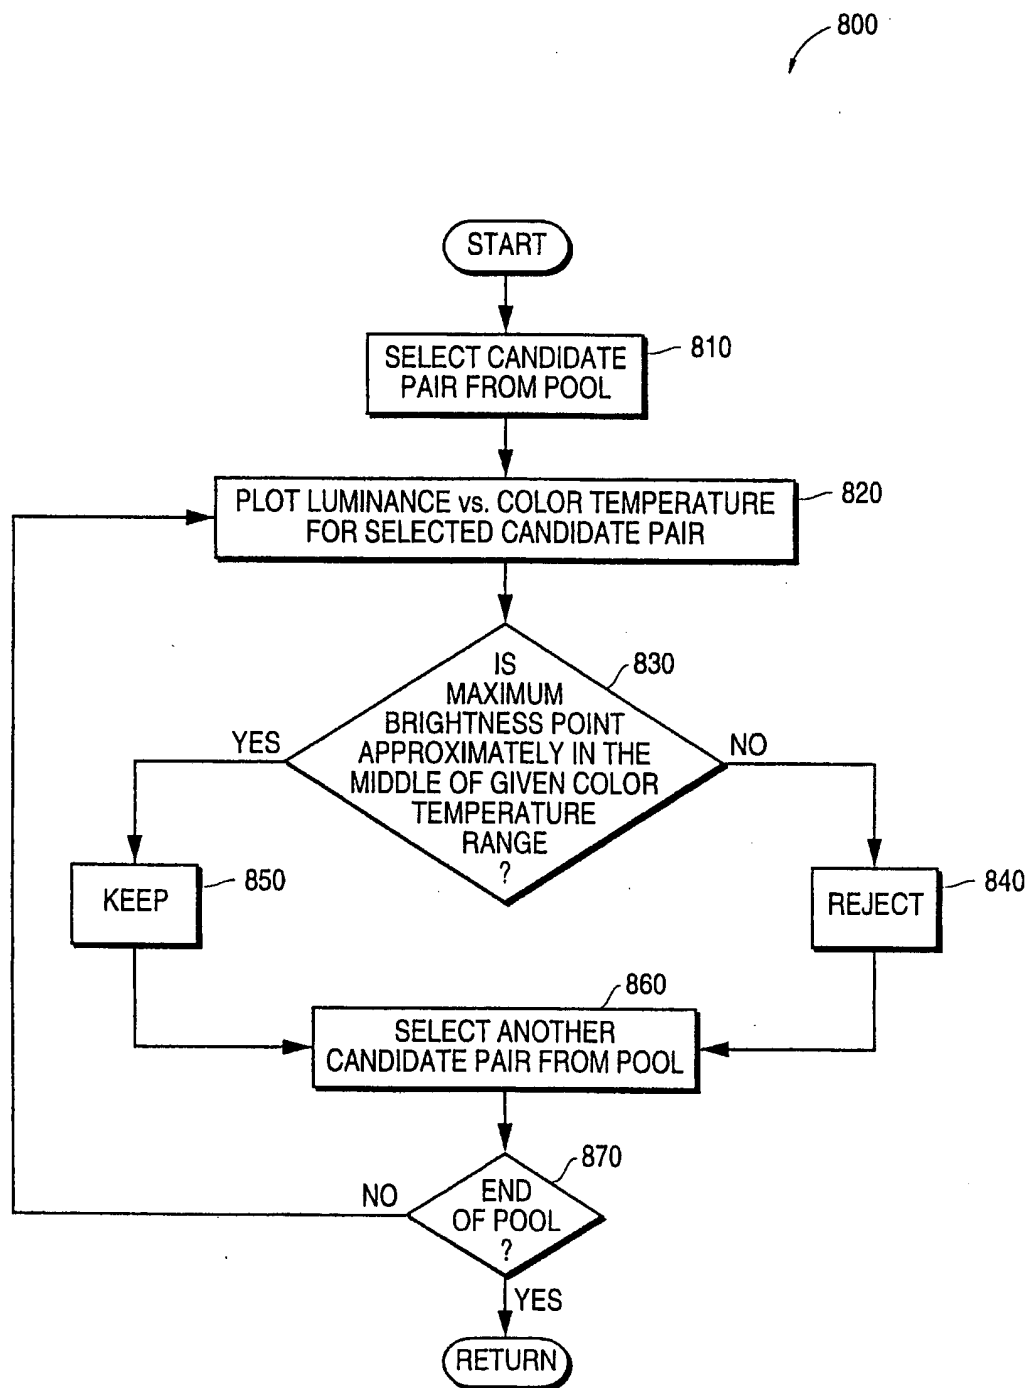 800
START
SELECT CANDIDATE
PAIR FROM POOL
810
PLOT LUMINANCE vs. COLOR TEMPERATURE
FOR SELECTED CANDIDATE PAIR
820
IS
MAXIMUM
BRIGHTNESS POINT
APPROXIMATELY IN THE
MIDDLE OF GIVEN COLOR
TEMPERATURE
RANGE
?
830
YES
NO
KEEP
850
REJECT
840
860
SELECT ANOTHER
CANDIDATE PAIR FROM POOL
870
NO
END
OF POOL
?
YES
RETURN